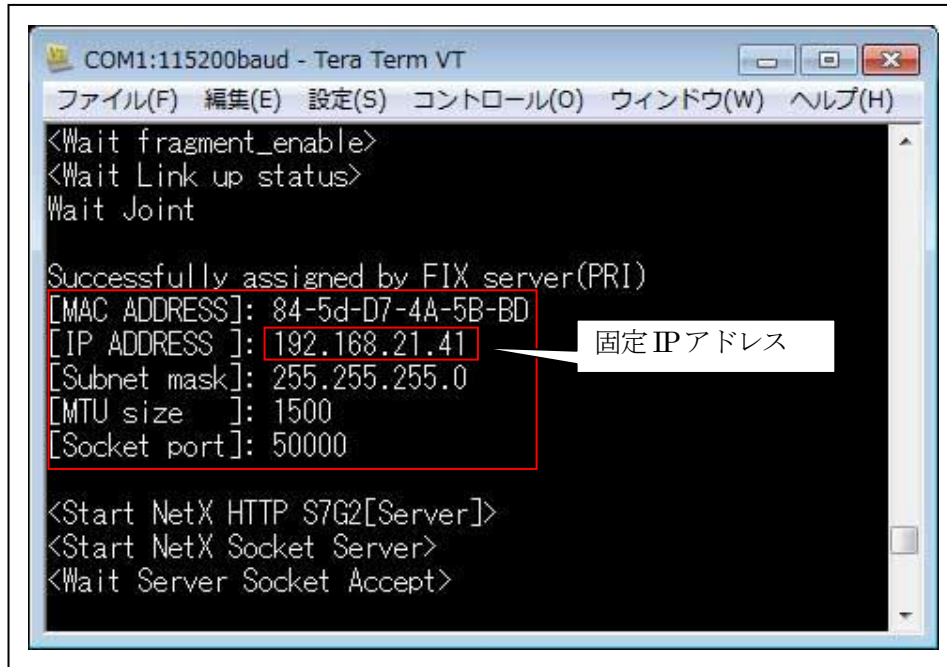 COM1:115200baud - Tera Term VT
ファイル(F) 編集(E) 設定(S) コントロール(O) ウィンドウ(W) ヘルプ(H)
<Wait fragment_enable>
<Wait Link up status>
Wait Joint
Successfully assigned by FIX server(PRI)
[MAC ADDRESS]: 84-5d-D7-4A-5B-BD
[IP ADDRESS ]: 192.168.21.41
固定IPアドレス
[Subnet mask]: 255.255.255.0
[MTU size   ]: 1500
[Socket port]: 50000
<Start NetX HTTP S7G2[Server]>
<Start NetX Socket Server>
<Wait Server Socket Accept>